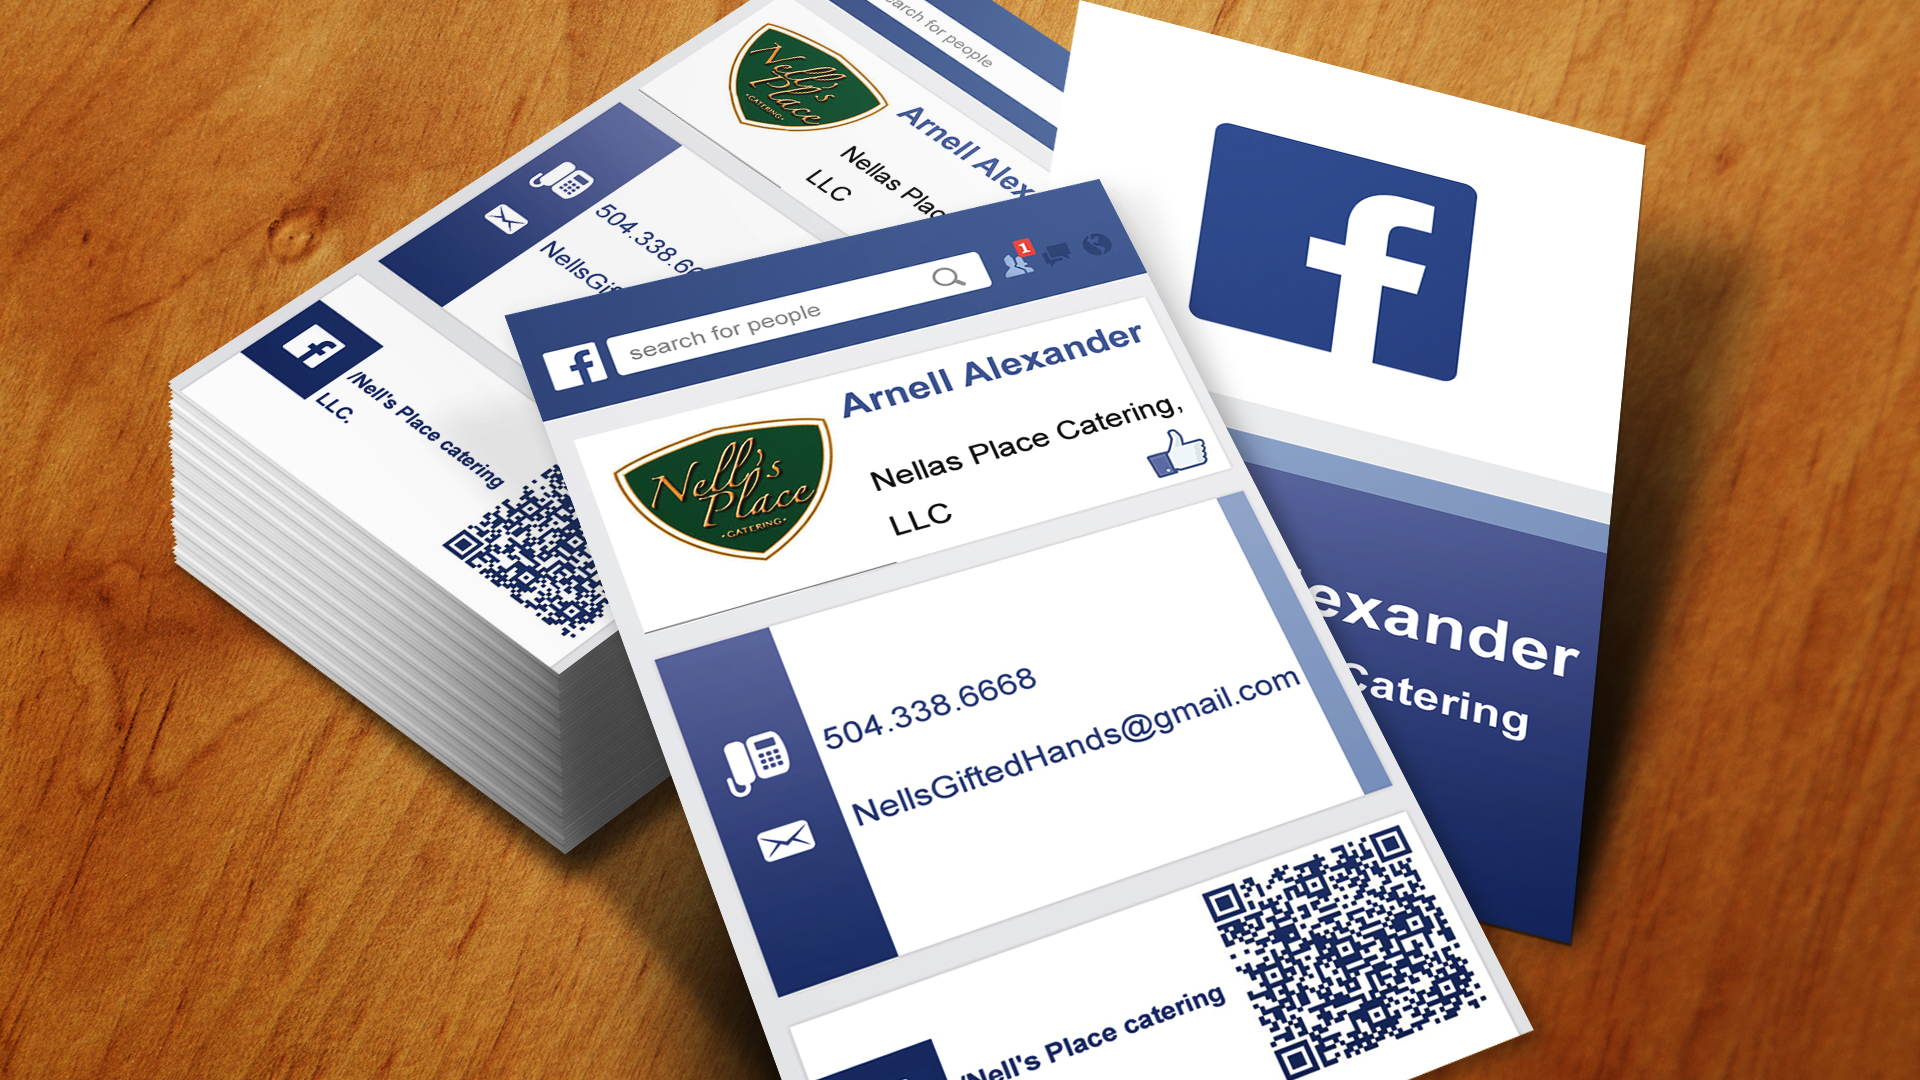 search for people
Nell's
Place
•CATERING•
Arnell Alex
Nellas Plac
LLC
504.338.6
NellsGif
/Nell's Place catering
LLC.
search for people
1
Arnell Alexander
Nell's
Place
•CATERING•
Nellas Place Catering,
LLC
504.338.6668
NellsGiftedHands@gmail.com
/Nell's Place catering
exander
Catering